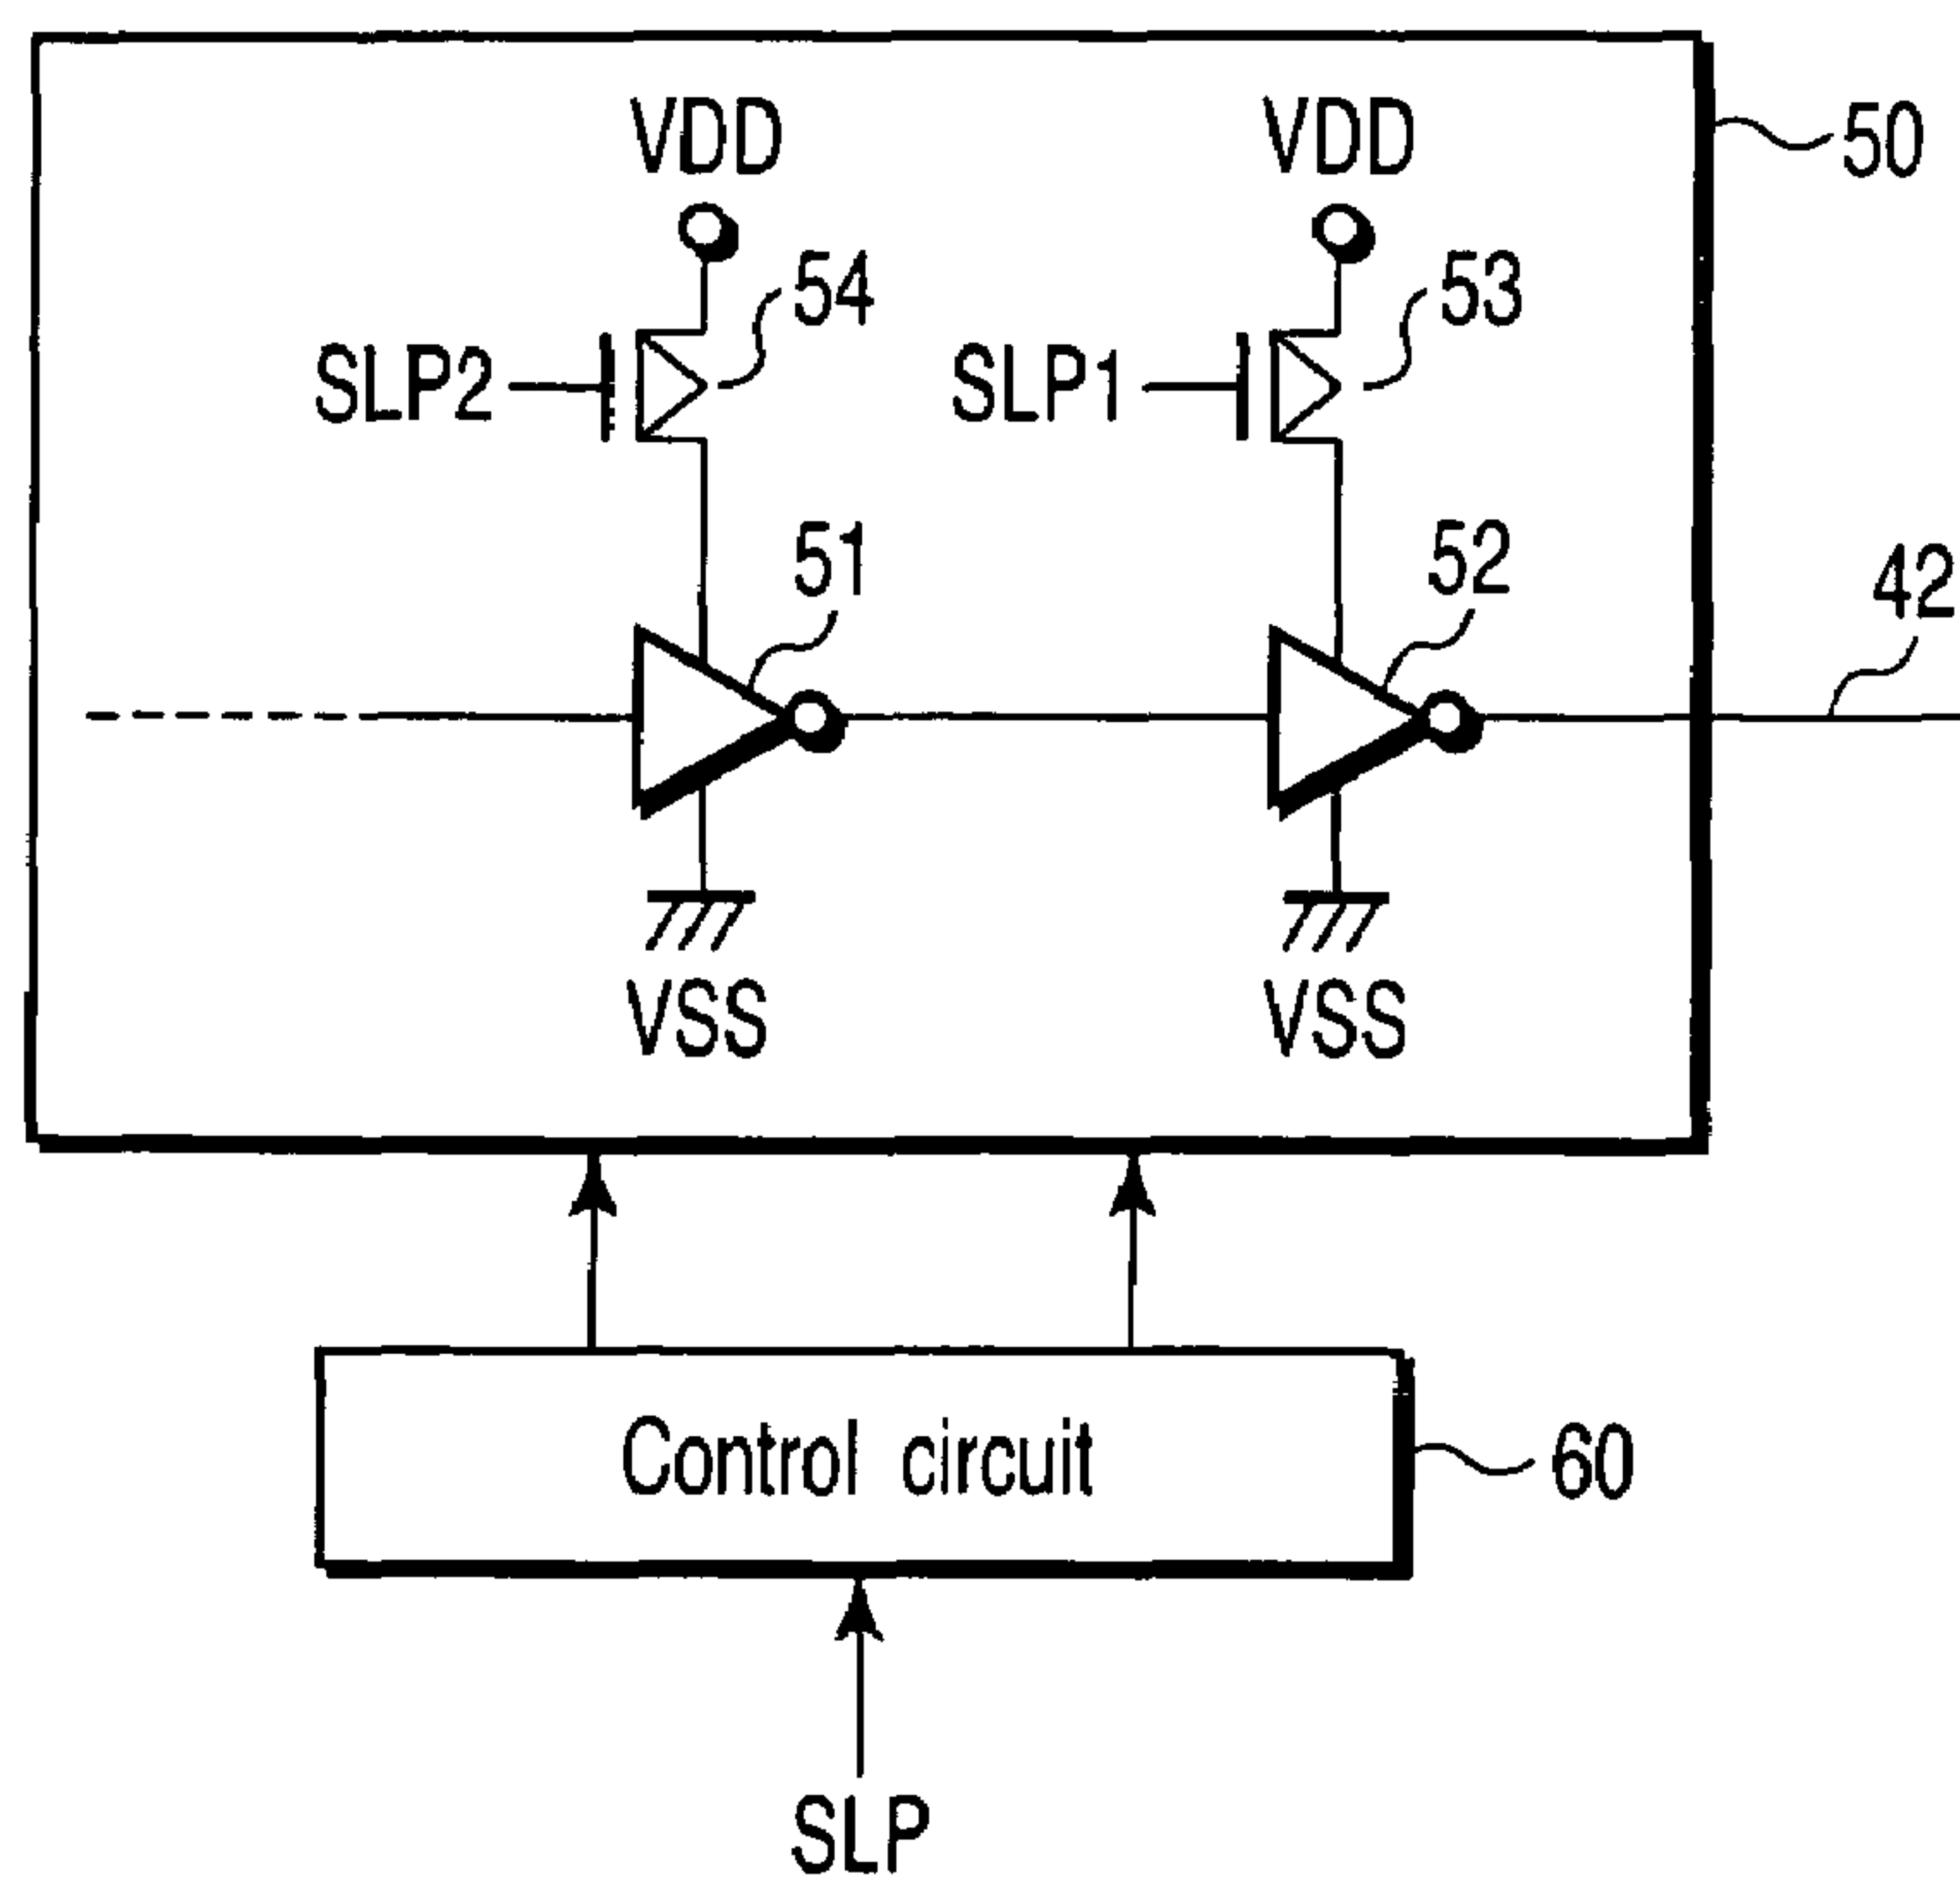 VDD VDD 50
54 53
SLP2 SLP1
51 52 42
VSS VSS
Control circuit 60
SLP